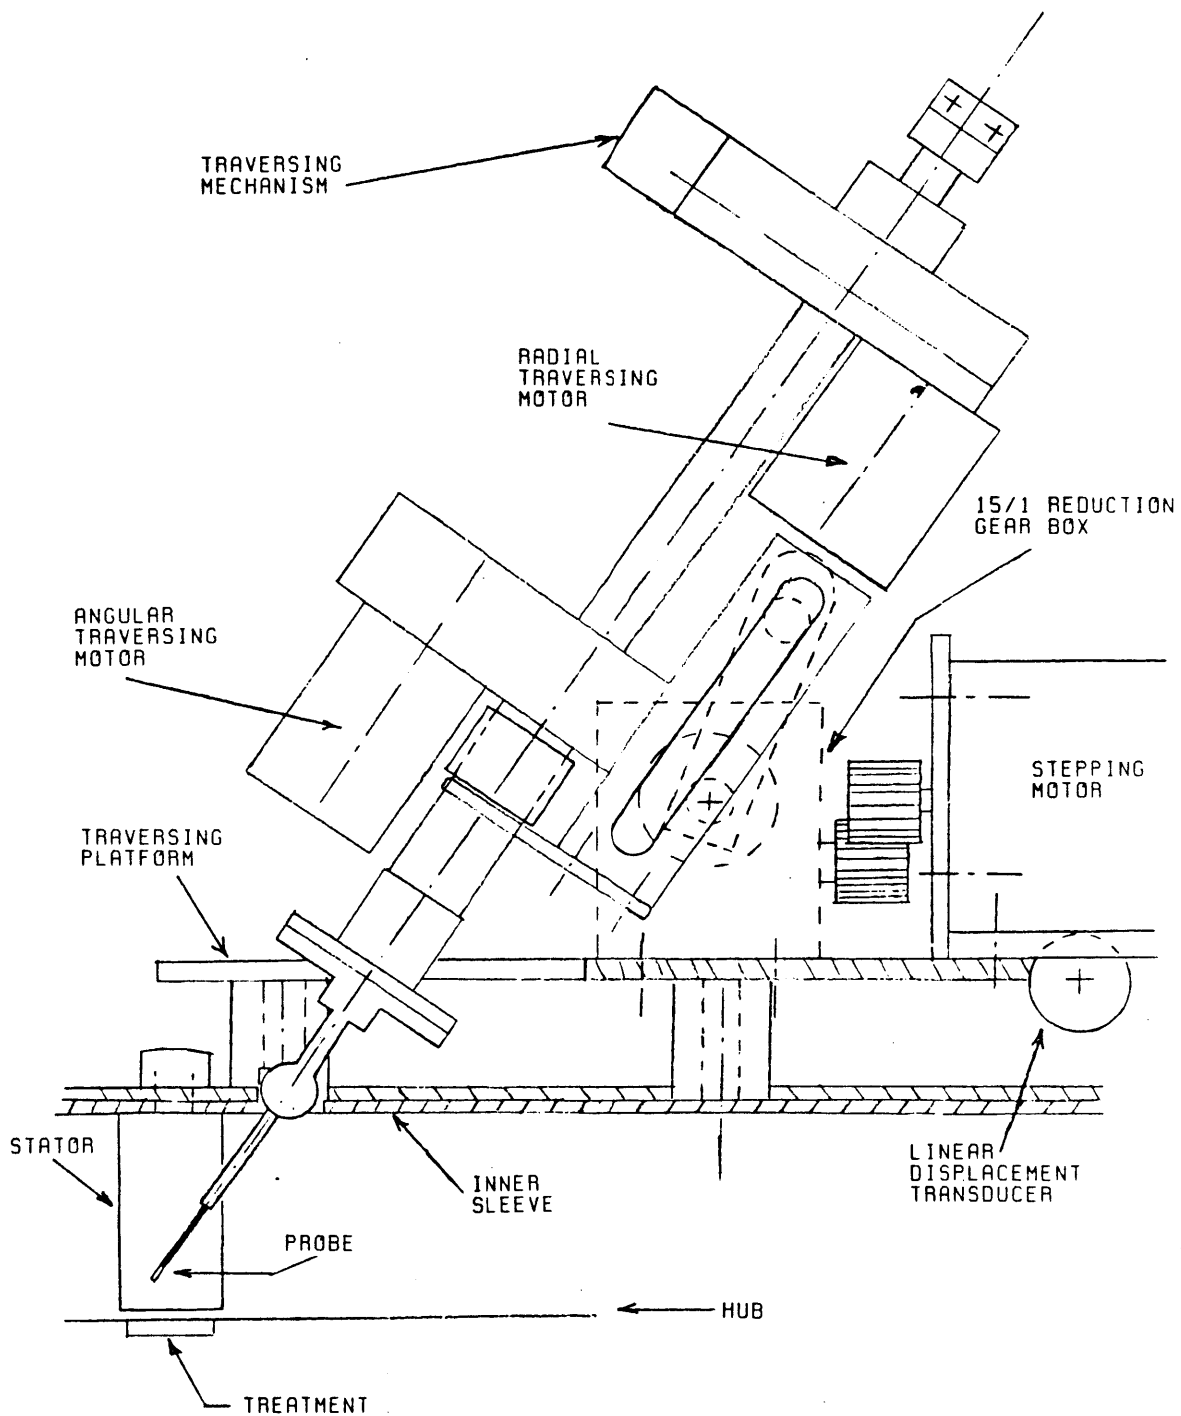 TRAVERSING
MECHANISM
RADIAL
TRAVERSING
MOTOR
15/1 REDUCTION
GEAR BOX
ANGULAR
TRAVERSING
MOTOR
STEPPING
MOTOR
TRAVERSING
PLATFORM
STATOR
INNER
SLEEVE
LINEAR
DISPLACEMENT
TRANSDUCER
PROBE
HUB
TREATMENT